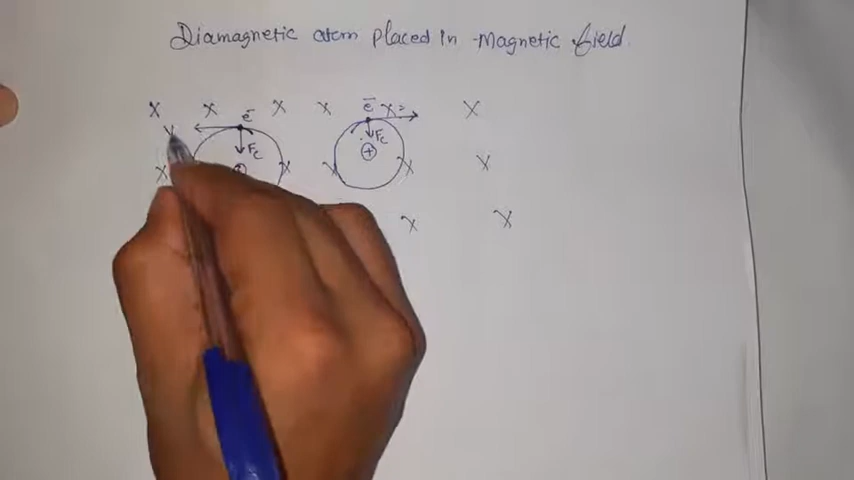 Diamagnetic atom placed in Magnetic field
X X e⁻ X X e⁻ X X
V Fc Fc
X + X X + X X
X X